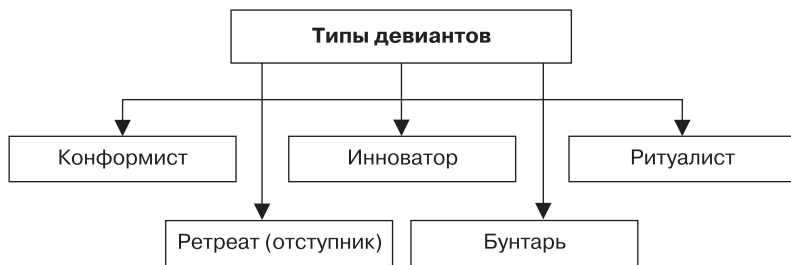 Типы девиантов
Конформист
Инноватор
Ритуалист
Ретреат (отступник)
Бунтарь